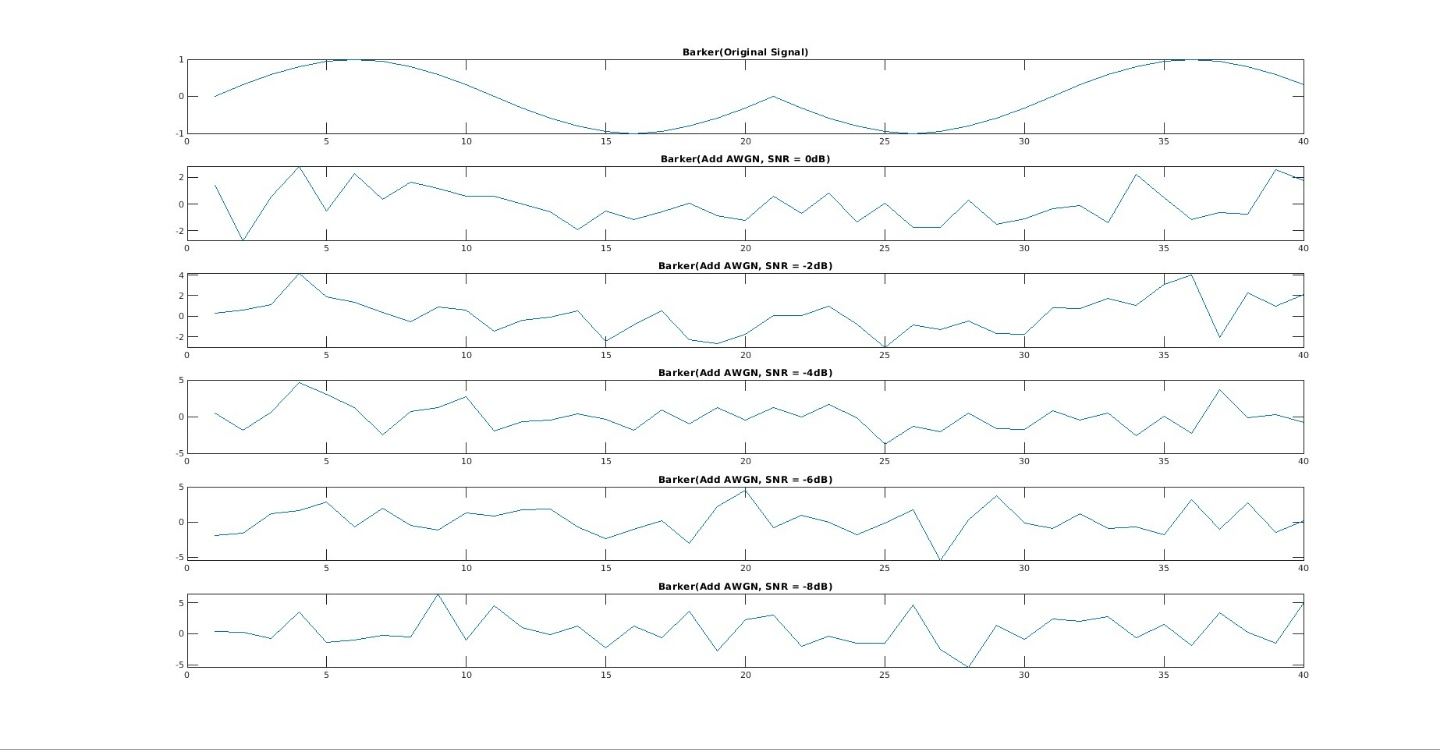 Barker(Original Signal)
1
0
-1
0 5 10 15 20 25 30 35 40
Barker(Add AWGN, SNR = 0dB)
2
0
-2
0 5 10 15 20 25 30 35 40
Barker(Add AWGN, SNR = -2dB)
4
2
0
-2
0 5 10 15 20 25 30 35 40
Barker(Add AWGN, SNR = -4dB)
5
0
-5
0 5 10 15 20 25 30 35 40
Barker(Add AWGN, SNR = -6dB)
5
0
-5
0 5 10 15 20 25 30 35 40
Barker(Add AWGN, SNR = -8dB)
5
0
-5
0 5 10 15 20 25 30 35 40